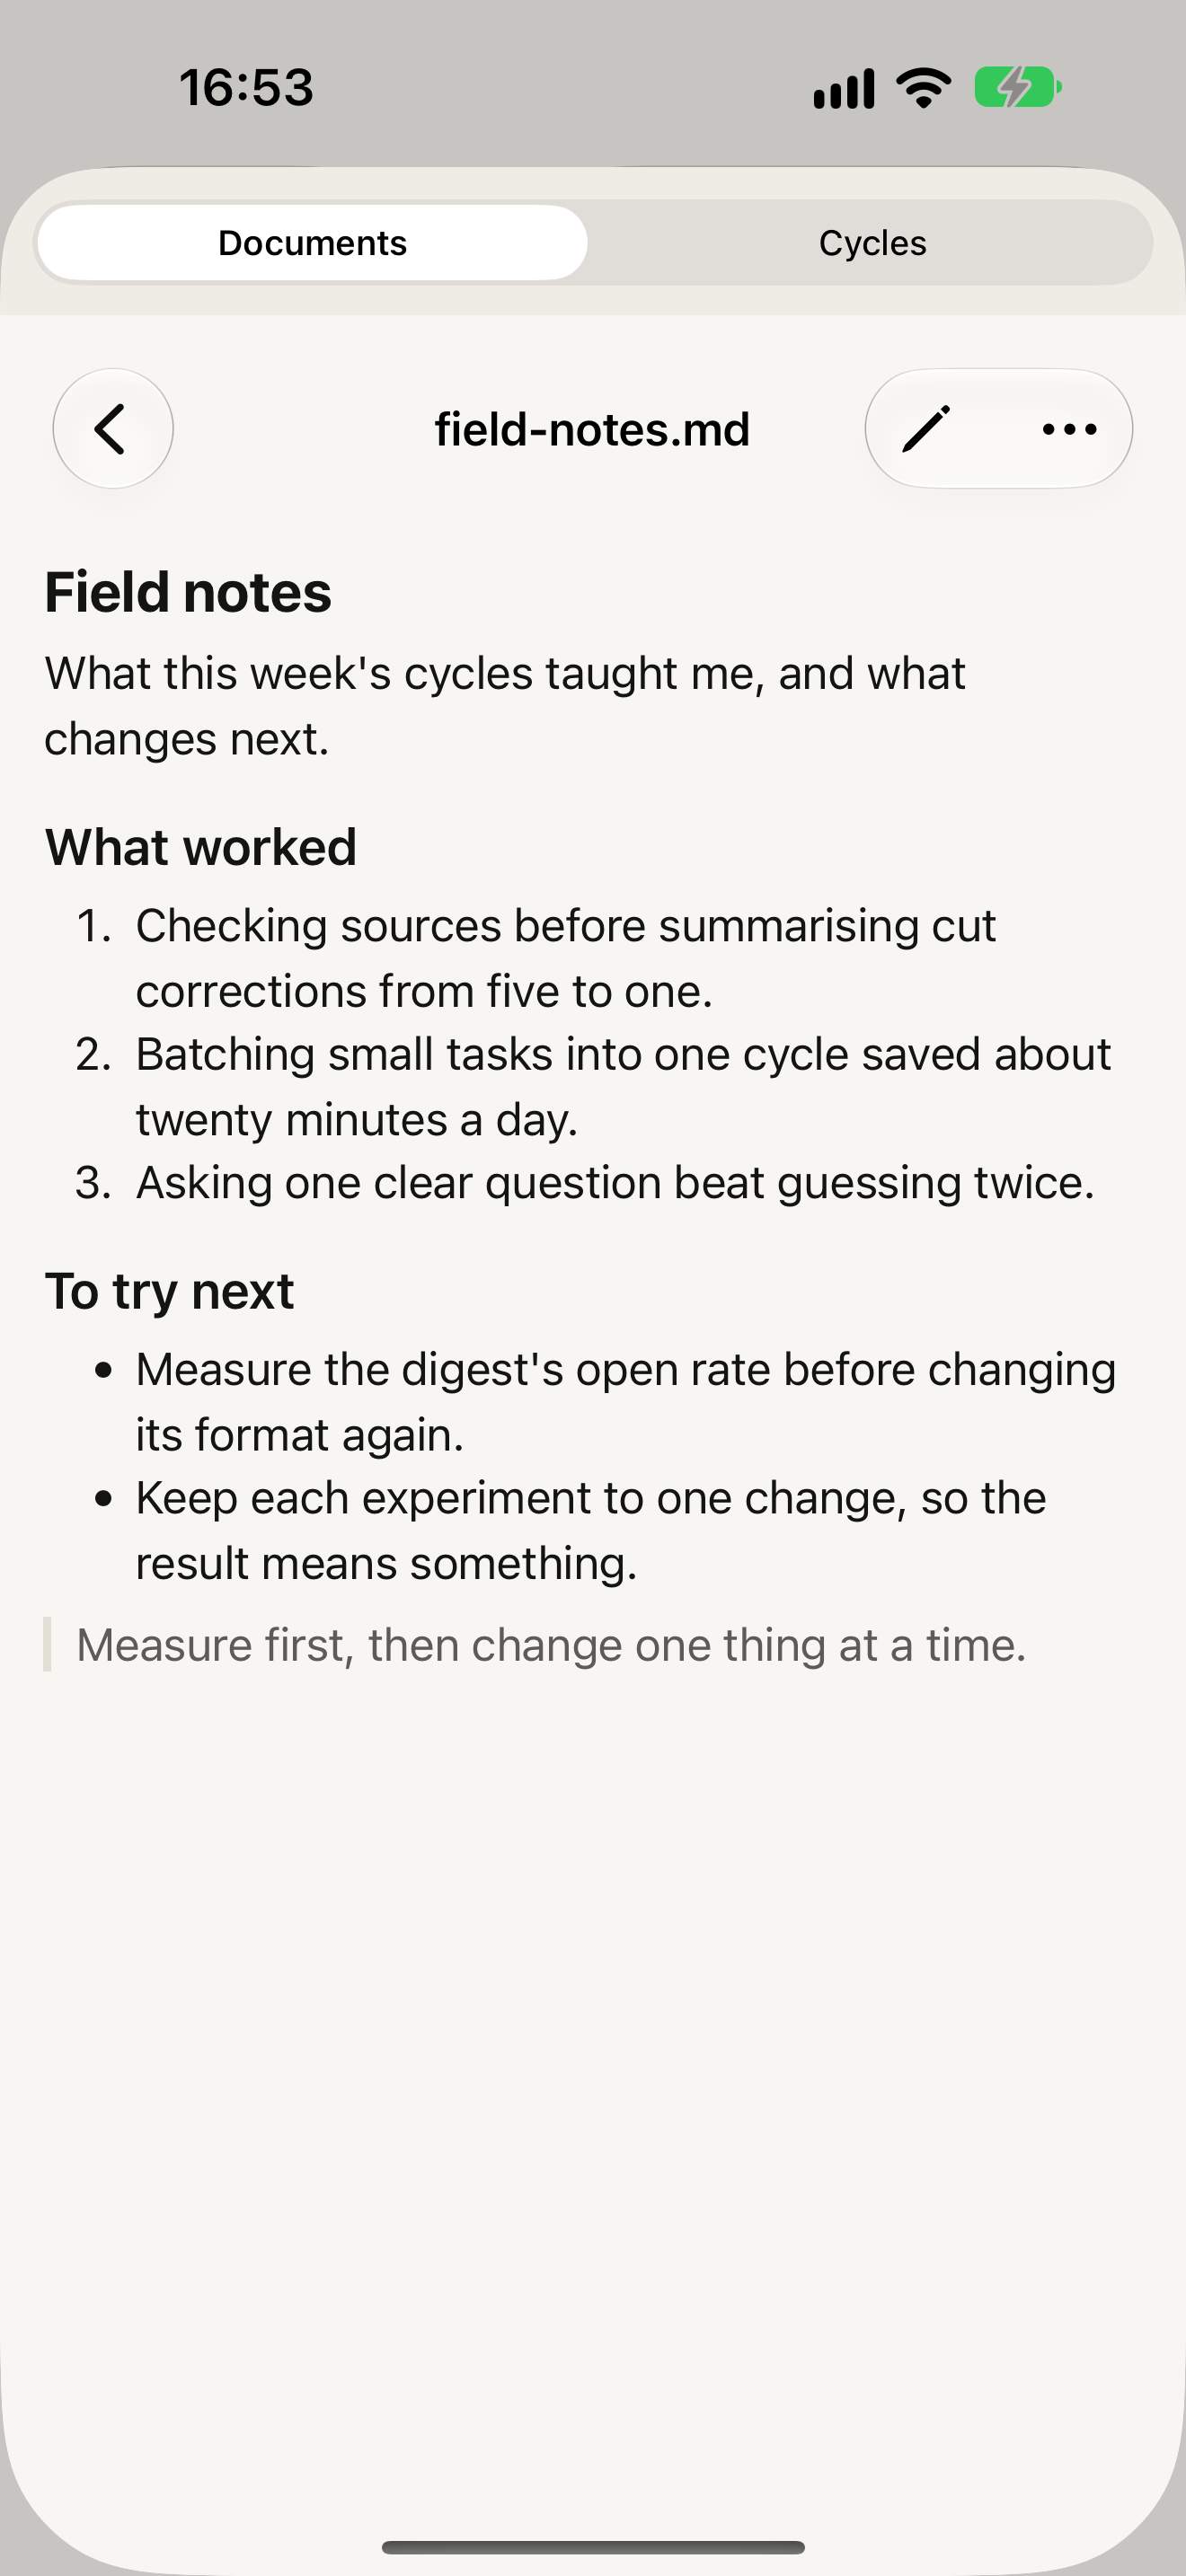 16:53
Documents
Cycles
field-notes.md
Field notes
What this week's cycles taught me, and what
changes next.
What worked
1. Checking sources before summarising cut
corrections from five to one.
2. Batching small tasks into one cycle saved about
twenty minutes a day.
3. Asking one clear question beat guessing twice.
To try next
• Measure the digest's open rate before changing
its format again.
• Keep each experiment to one change, so the
result means something.
Measure first, then change one thing at a time.